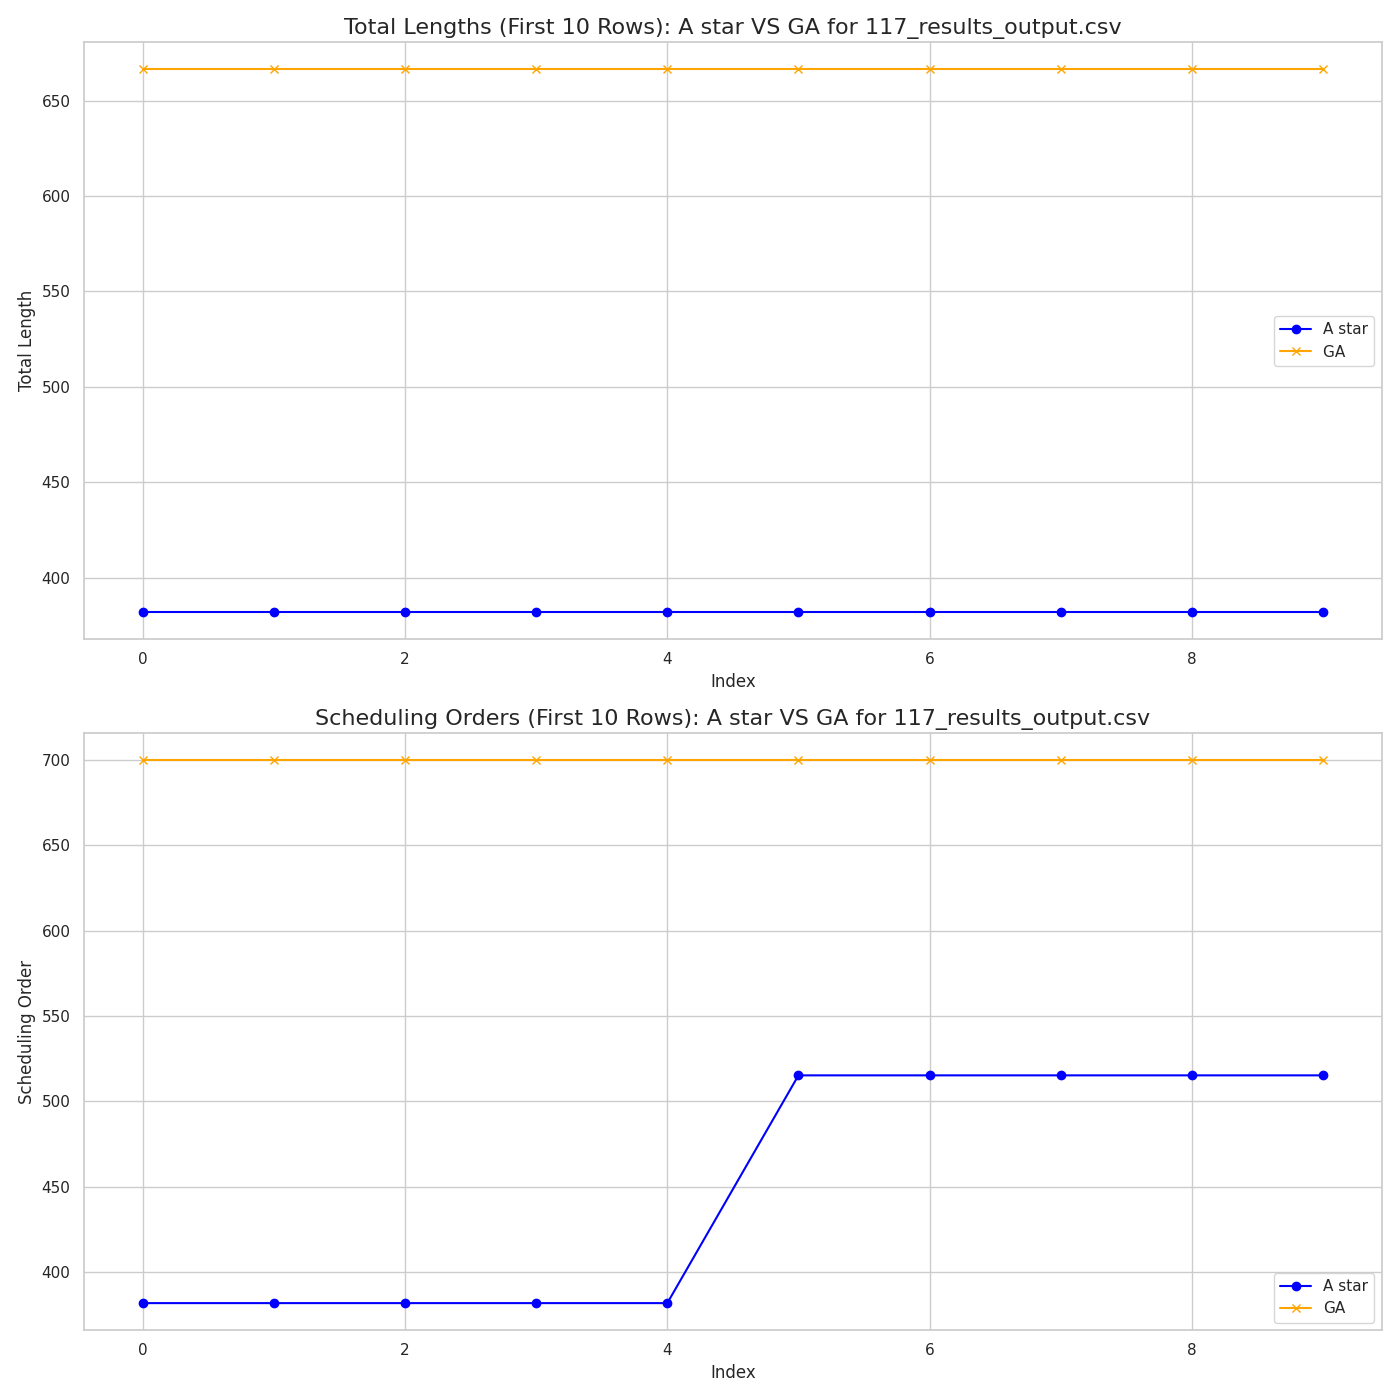 Total Lengths (First 10 Rows): A star VS GA for 117_results_output.csv
650
600
550
500
450
400
Total Length
A star
GA
0 2 4 6 8
Index
Scheduling Orders (First 10 Rows): A star VS GA for 117_results_output.csv
700
650
600
550
500
450
400
Scheduling Order
A star
GA
0 2 4 6 8
Index